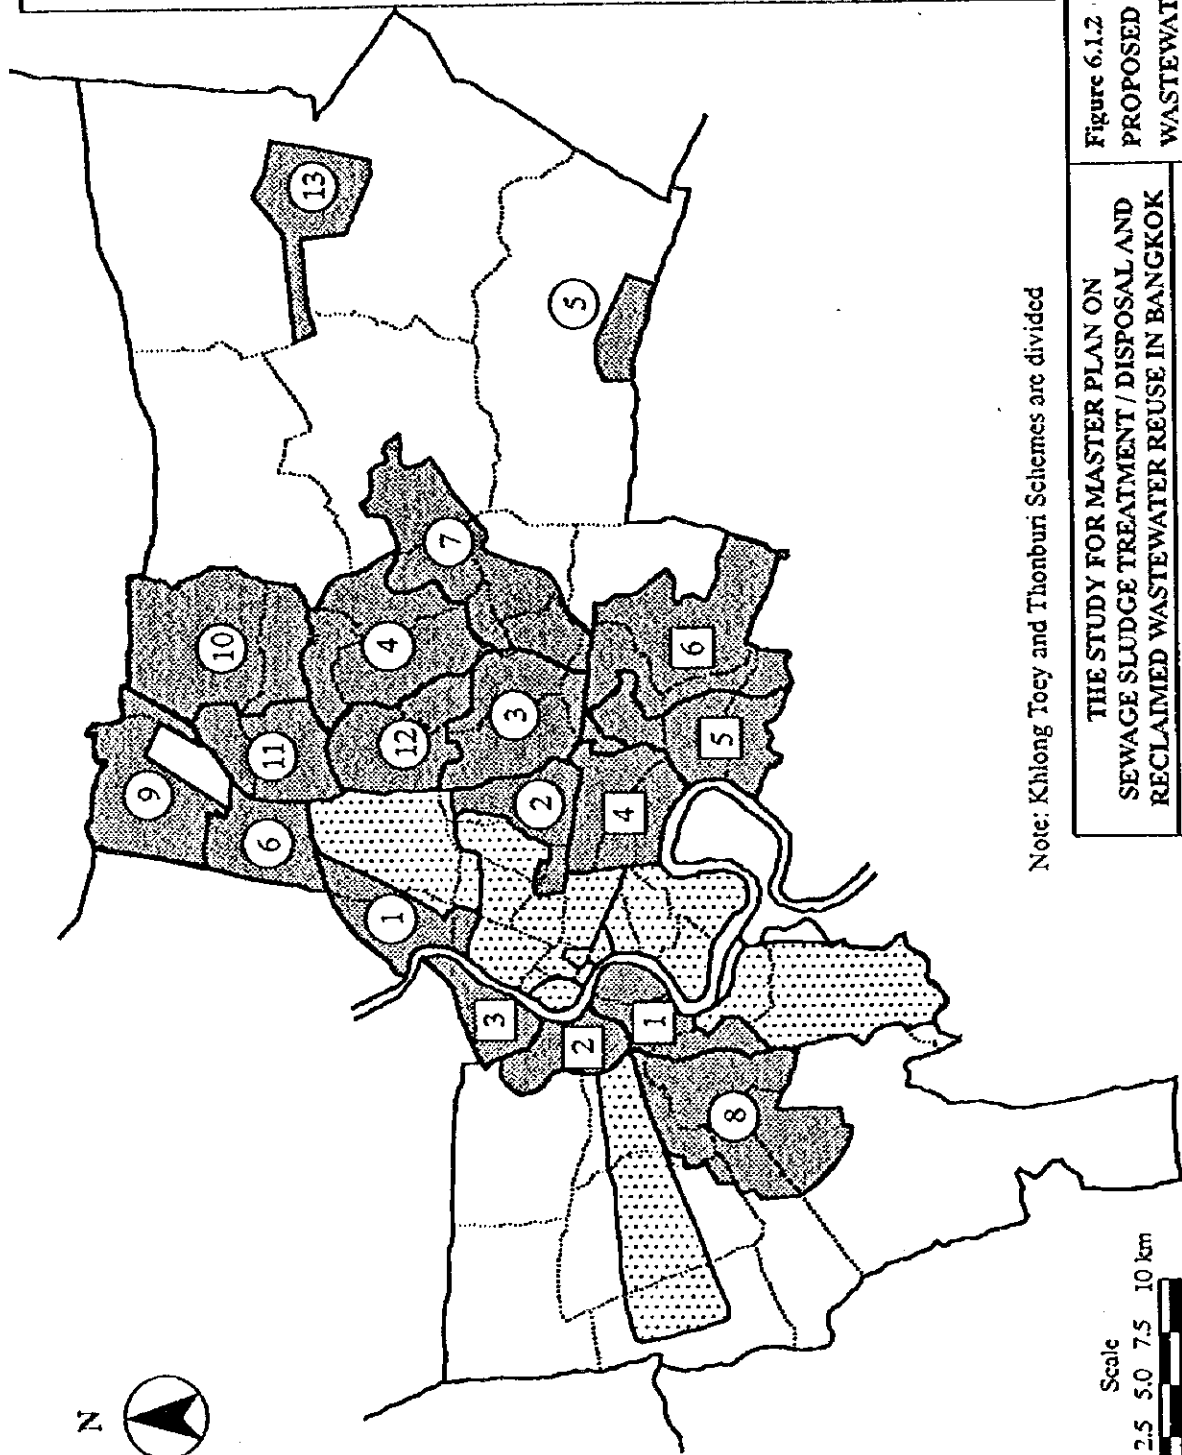 N
9
10
6
11
13
1
4
12
7
3
3
2
5
2
4
1
6
5
8
Note: Khlong Toey and Thonburi Schemes are divided
Scale
2.5 5.0 7.5 10 km
THE STUDY FOR MASTER PLAN ON
SEWAGE SLUDGE TREATMENT / DISPOSAL AND
RECLAIMED WASTEWATER REUSE IN BANGKOK
Figure 6.1.2
PROPOSED
WASTEWAT